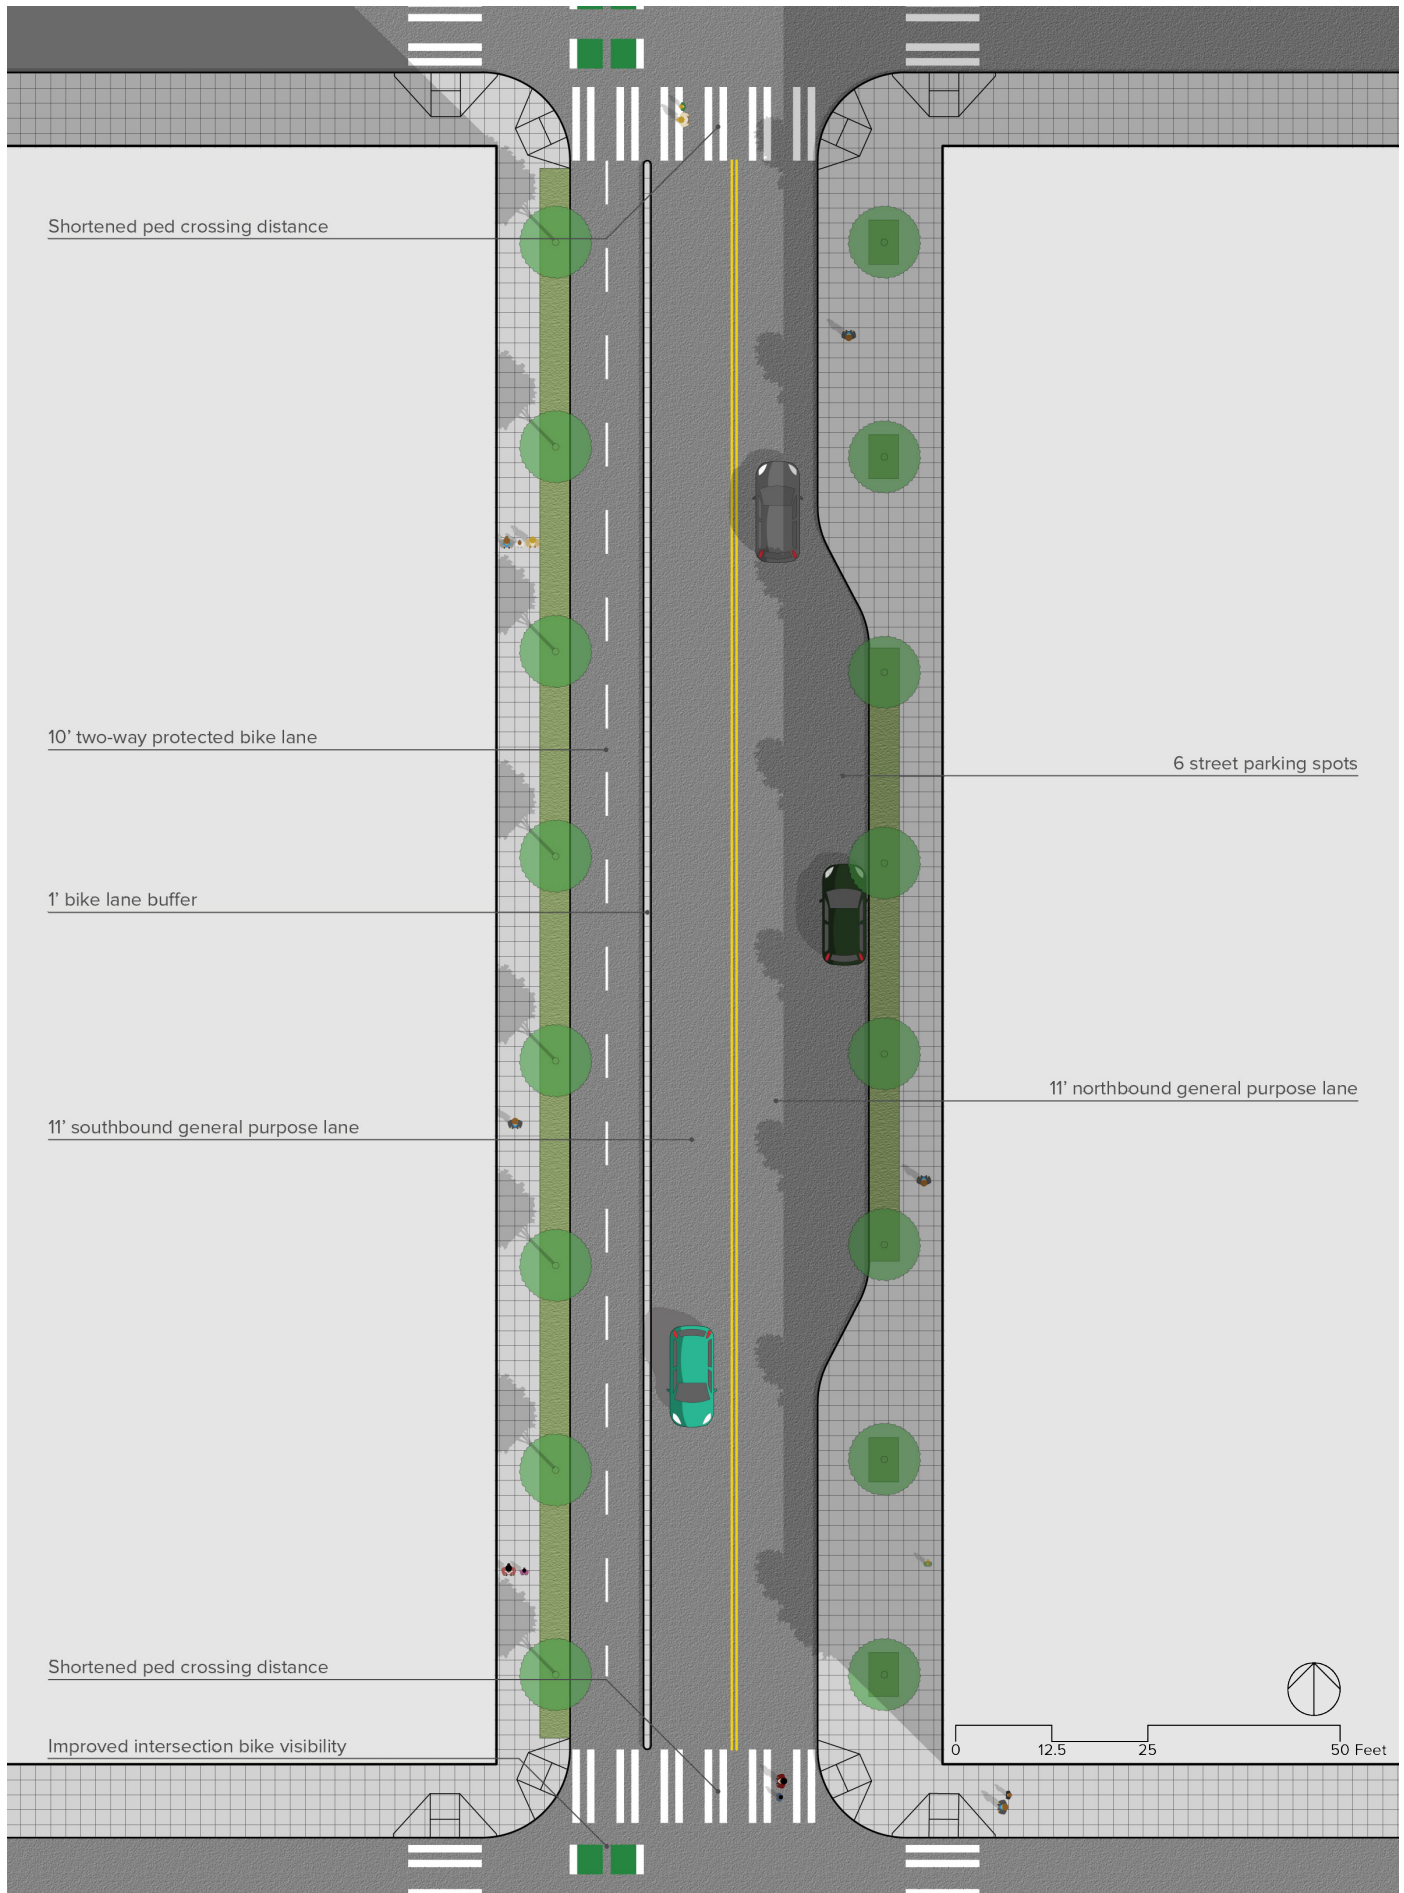 Shortened ped crossing distance
10’ two-way protected bike lane
6 street parking spots
1’ bike lane buffer
11’ northbound general purpose lane
11’ southbound general purpose lane
Shortened ped crossing distance
Improved intersection bike visibility
0 12.5 25 50 Feet